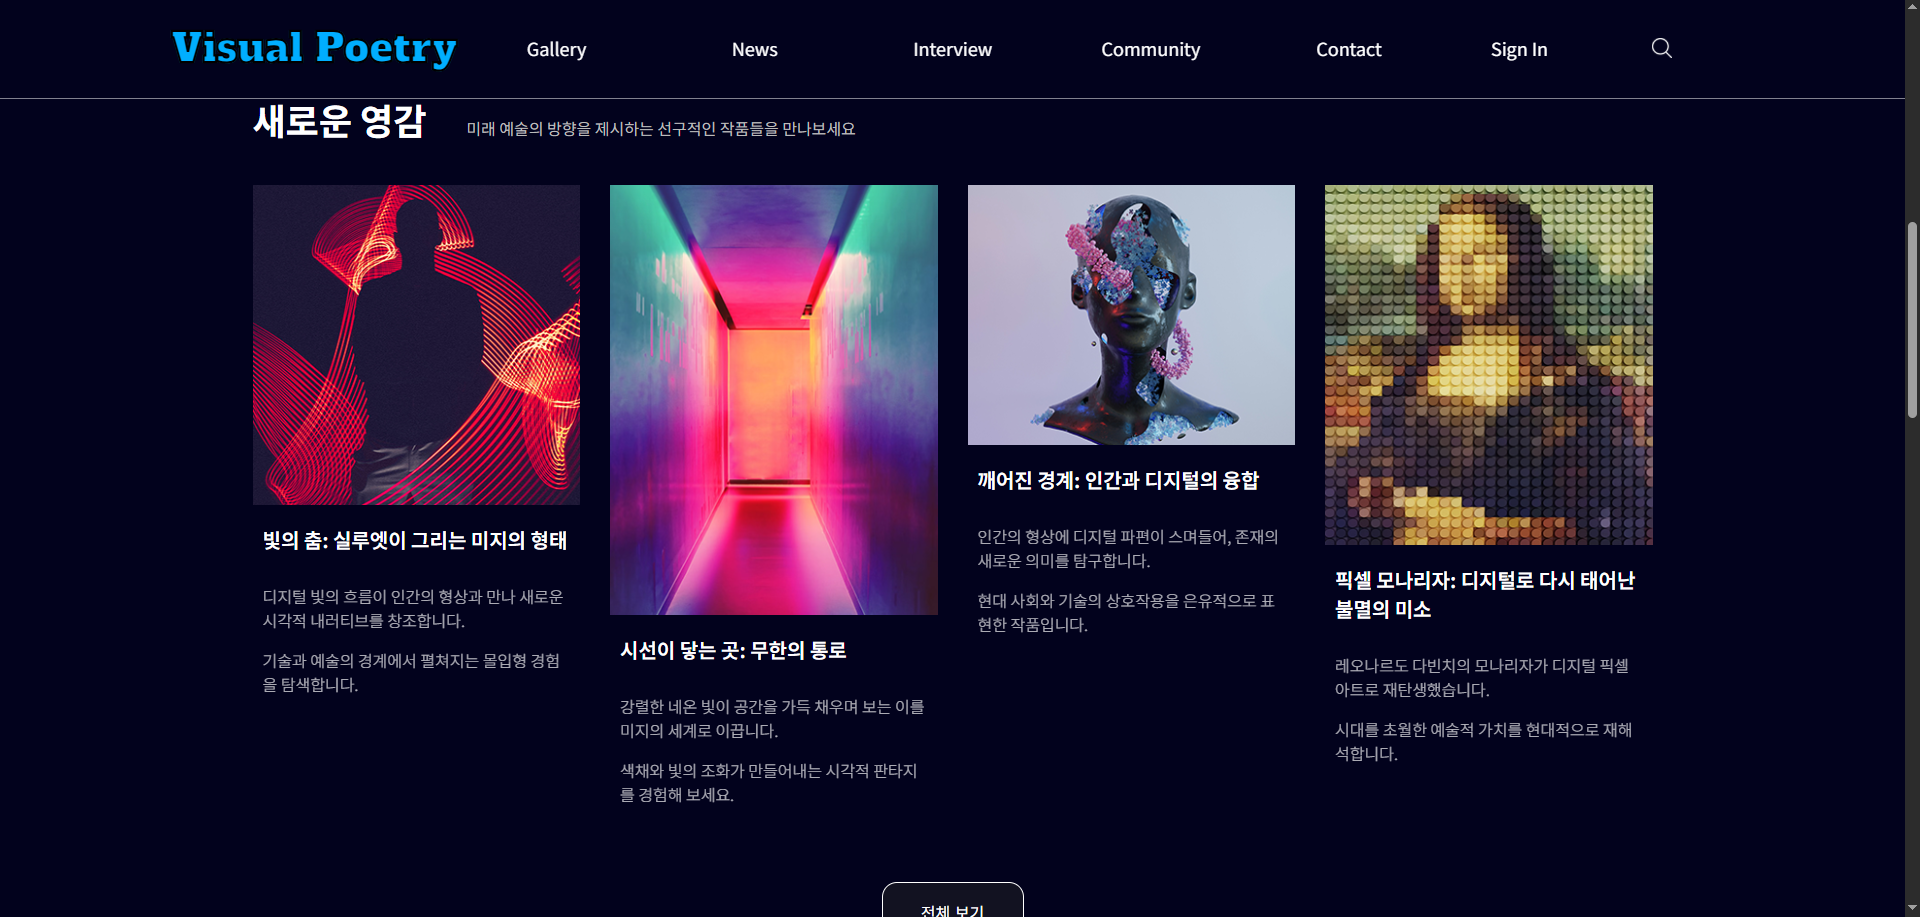 Visual Poetry
Gallery
News
Interview
Community
Contact
Sign In
새로운 영감
미래 예술의 방향을 제시하는 선구적인 작품들을 만나보세요
빛의 춤: 실루엣이 그리는 미지의 형태
디지털 빛의 흐름이 인간의 형상과 만나 새로운
시각적 내러티브를 창조합니다.
기술과 예술의 경계에서 펼쳐지는 몰입형 경험
을 탐색합니다.
시선이 닿는 곳: 무한의 통로
강렬한 네온 빛이 공간을 가득 채우며 보는 이를
미지의 세계로 이끕니다.
색채와 빛의 조화가 만들어내는 시각적 판타지
를 경험해 보세요.
깨어진 경계: 인간과 디지털의 융합
인간의 형상에 디지털 파편이 스며들어, 존재의
새로운 의미를 탐구합니다.
현대 사회와 기술의 상호작용을 은유적으로 표
현한 작품입니다.
픽셀 모나리자: 디지털로 다시 태어난
불멸의 미소
레오나르도 다빈치의 모나리자가 디지털 픽셀
아트로 재탄생했습니다.
시대를 초월한 예술적 가치를 현대적으로 재해
석합니다.
전체 보기